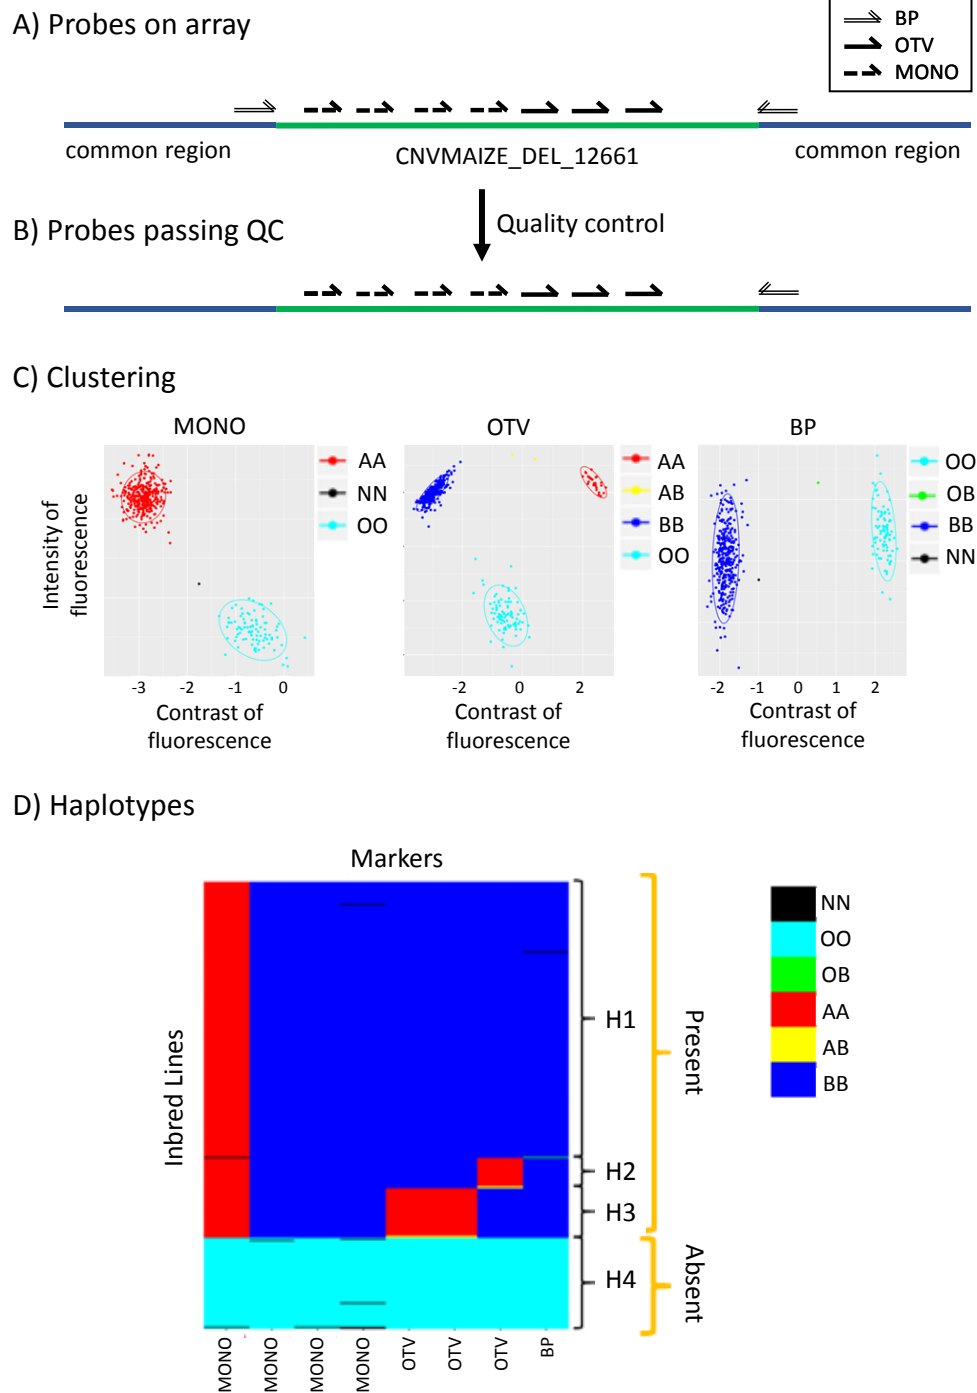 A) Probes on array
BP
OTV
MONO
common region
CNVMAIZE_DEL_12661
common region
Quality control
B) Probes passing QC
C) Clustering
MONO
OTV
BP
Intensity of
fluorescence
AA
NN
OO
AA
AB
BB
OO
OO
OB
BB
NN
-3 -1 0
-2 0 2
-2 -1 0 1 2
Contrast of
fluorescence
Contrast of
fluorescence
Contrast of
fluorescence
D) Haplotypes
Markers
Inbred Lines
H1
H2
H3
H4
Present
Absent
NN
OO
OB
AA
AB
BB
MONO
MONO
MONO
MONO
OTV
OTV
OTV
BP